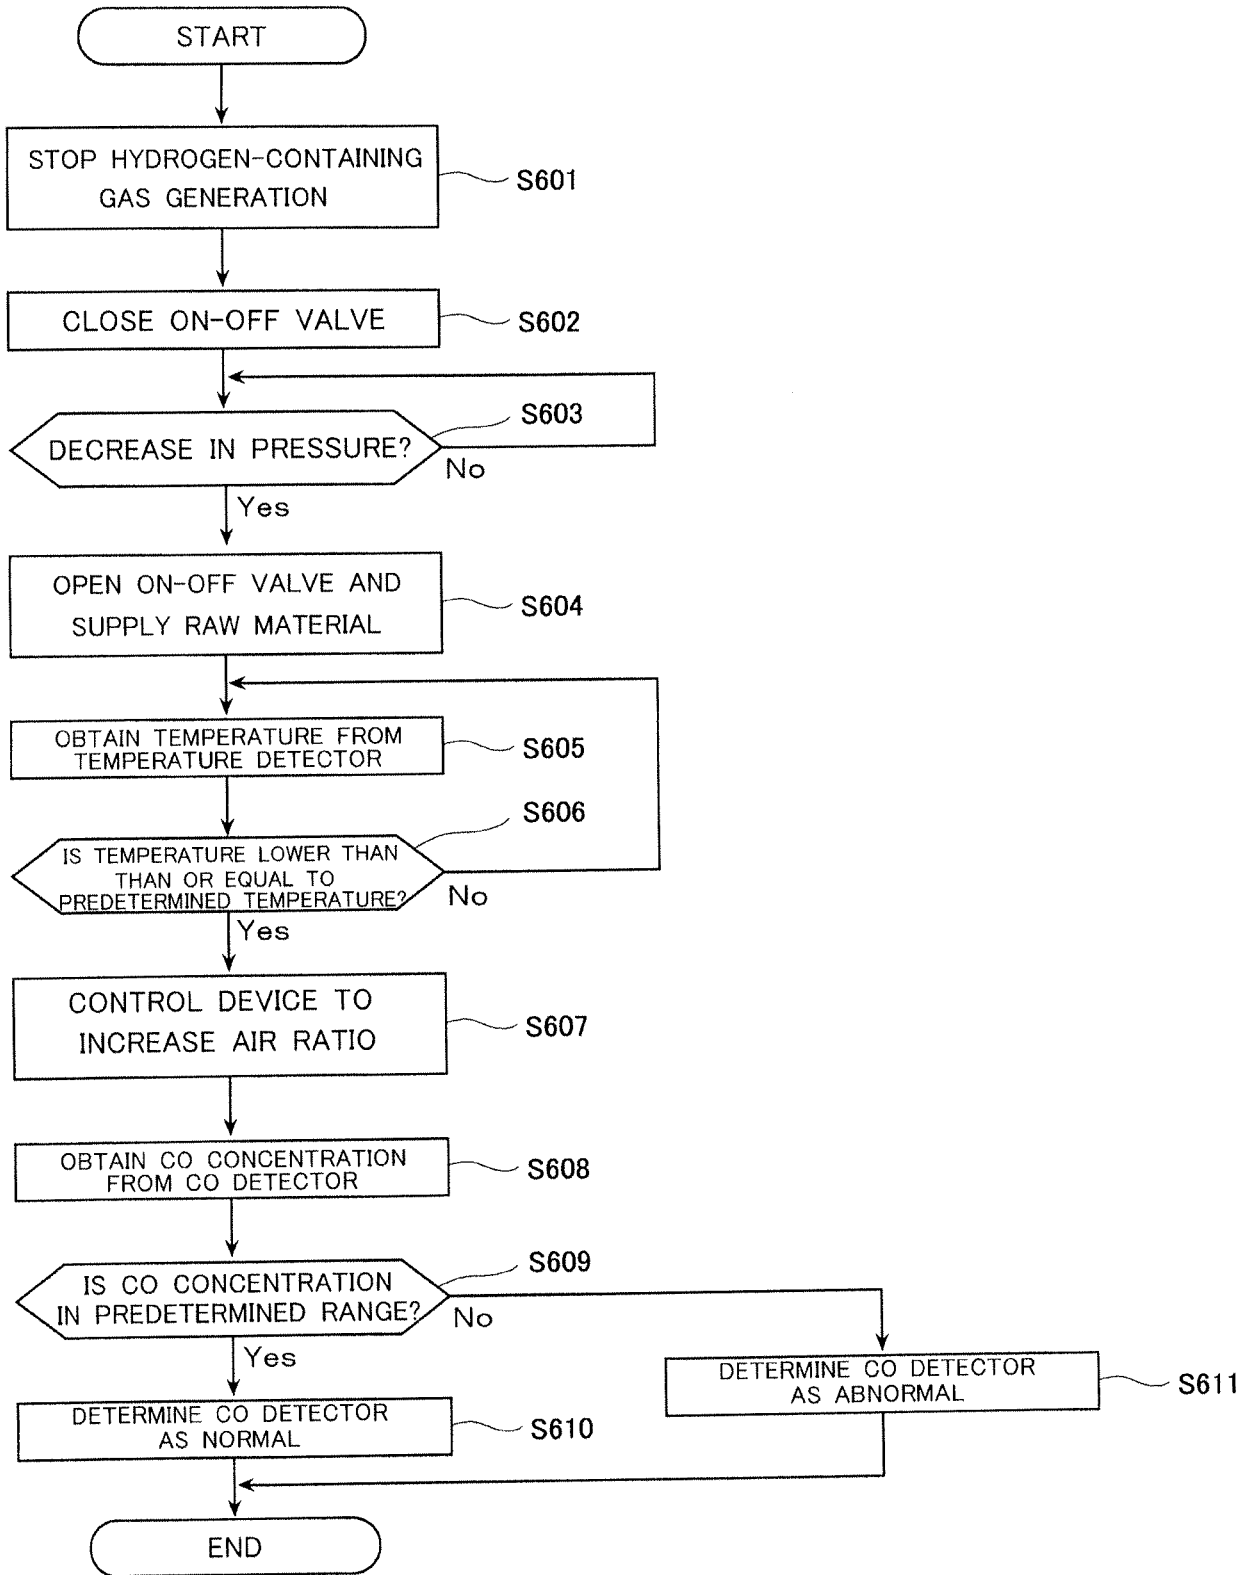 START
STOP HYDROGEN-CONTAINING
GAS GENERATION
S601
CLOSE ON-OFF VALVE
S602
DECREASE IN PRESSURE?
S603
No
Yes
OPEN ON-OFF VALVE AND
SUPPLY RAW MATERIAL
S604
OBTAIN TEMPERATURE FROM
TEMPERATURE DETECTOR
S605
S606
IS TEMPERATURE LOWER THAN
THAN OR EQUAL TO
PREDETERMINED TEMPERATURE?
No
Yes
CONTROL DEVICE TO
INCREASE AIR RATIO
S607
OBTAIN CO CONCENTRATION
FROM CO DETECTOR
S608
S609
IS CO CONCENTRATION
IN PREDETERMINED RANGE?
No
Yes
DETERMINE CO DETECTOR
AS ABNORMAL
S611
DETERMINE CO DETECTOR
AS NORMAL
S610
END